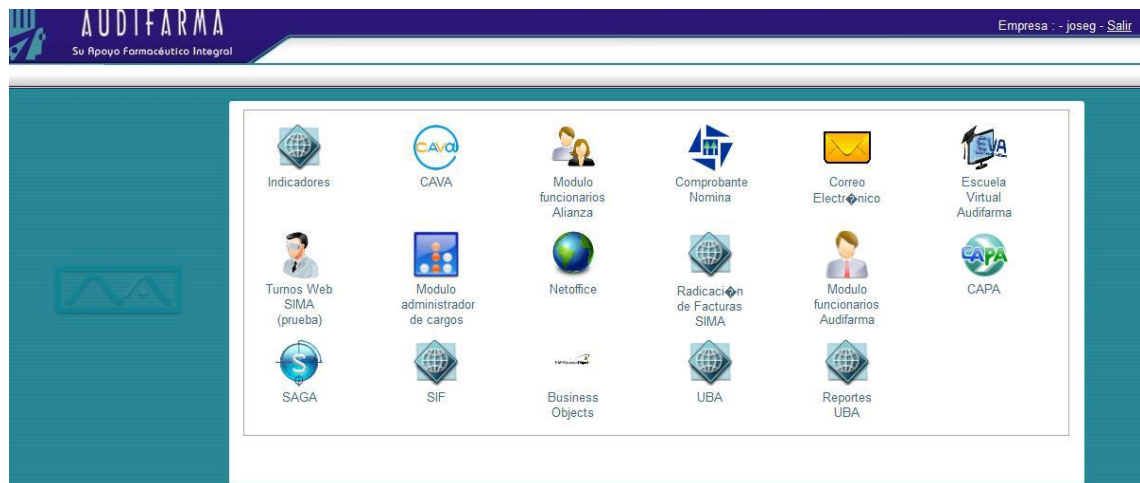 AUDIFARMA
Su Apoyo Farmacéutico Integral
Empresa : - joseg - Salir
Indicadores
CAVA
CAVA
Modulo
funcionarios
Alianza
Comprobante
Nomina
Correo
Electr�nico
EVA
Escuela
Virtual
Audifarma
Turnos Web
SIMA
(prueba)
Modulo
administrador
de cargos
Netoffice
Radicaci�n
de Facturas
SIMA
Modulo
funcionarios
Audifarma
CAPA
CAPA
S
SAGA
SIF
Business
Objects
UBA
Reportes
UBA